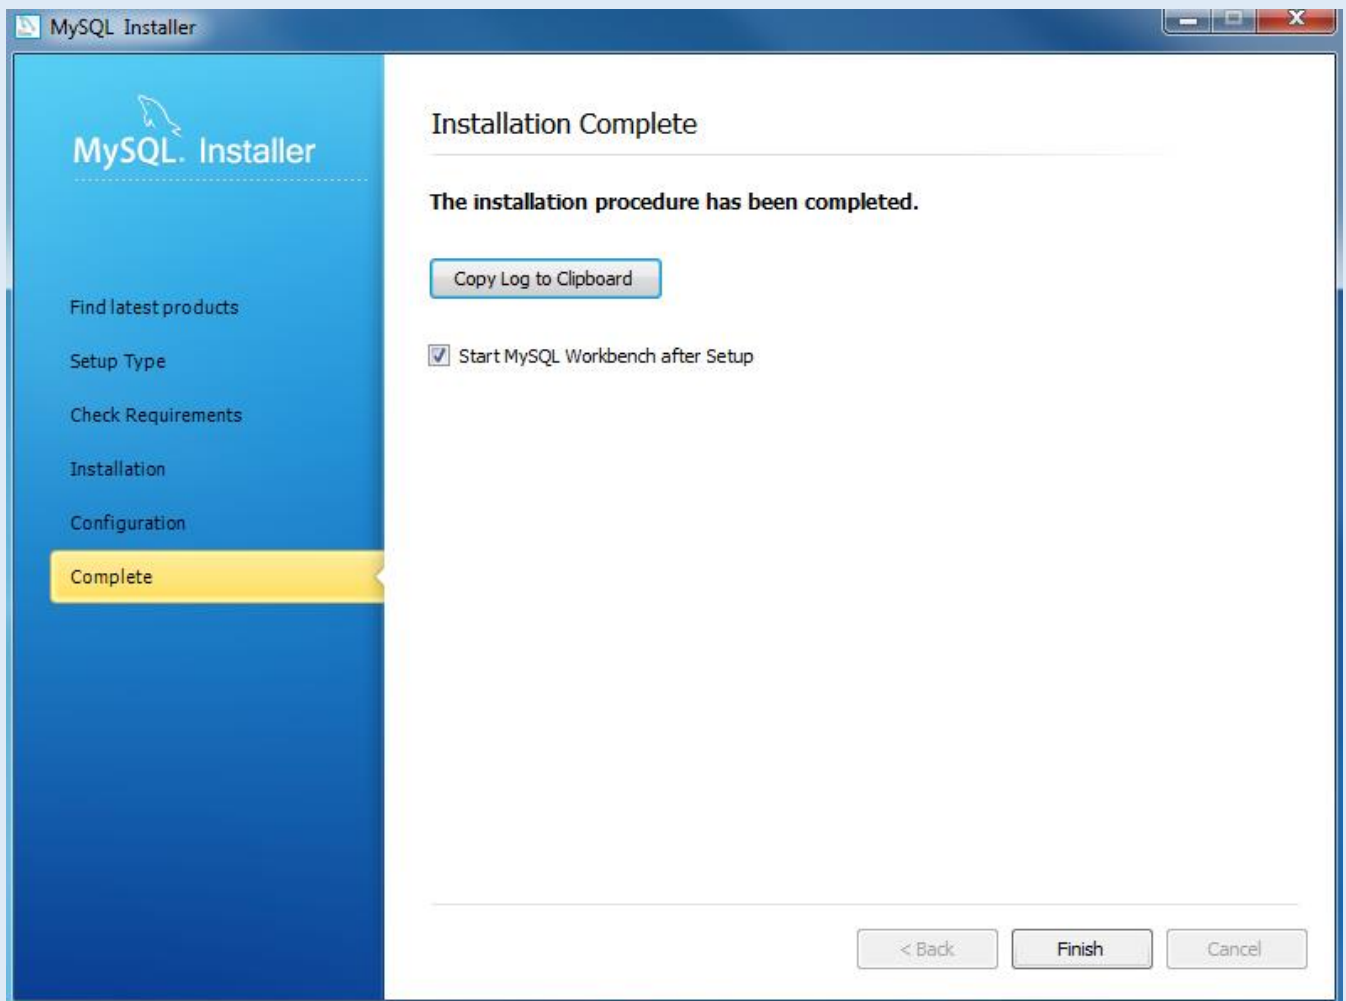 MySQL Installer
MySQL. Installer
Find latest products
Setup Type
Check Requirements
Installation
Configuration
Complete
Installation Complete
The installation procedure has been completed.
Copy Log to Clipboard
Start MySQL Workbench after Setup
< Back
Finish
Cancel